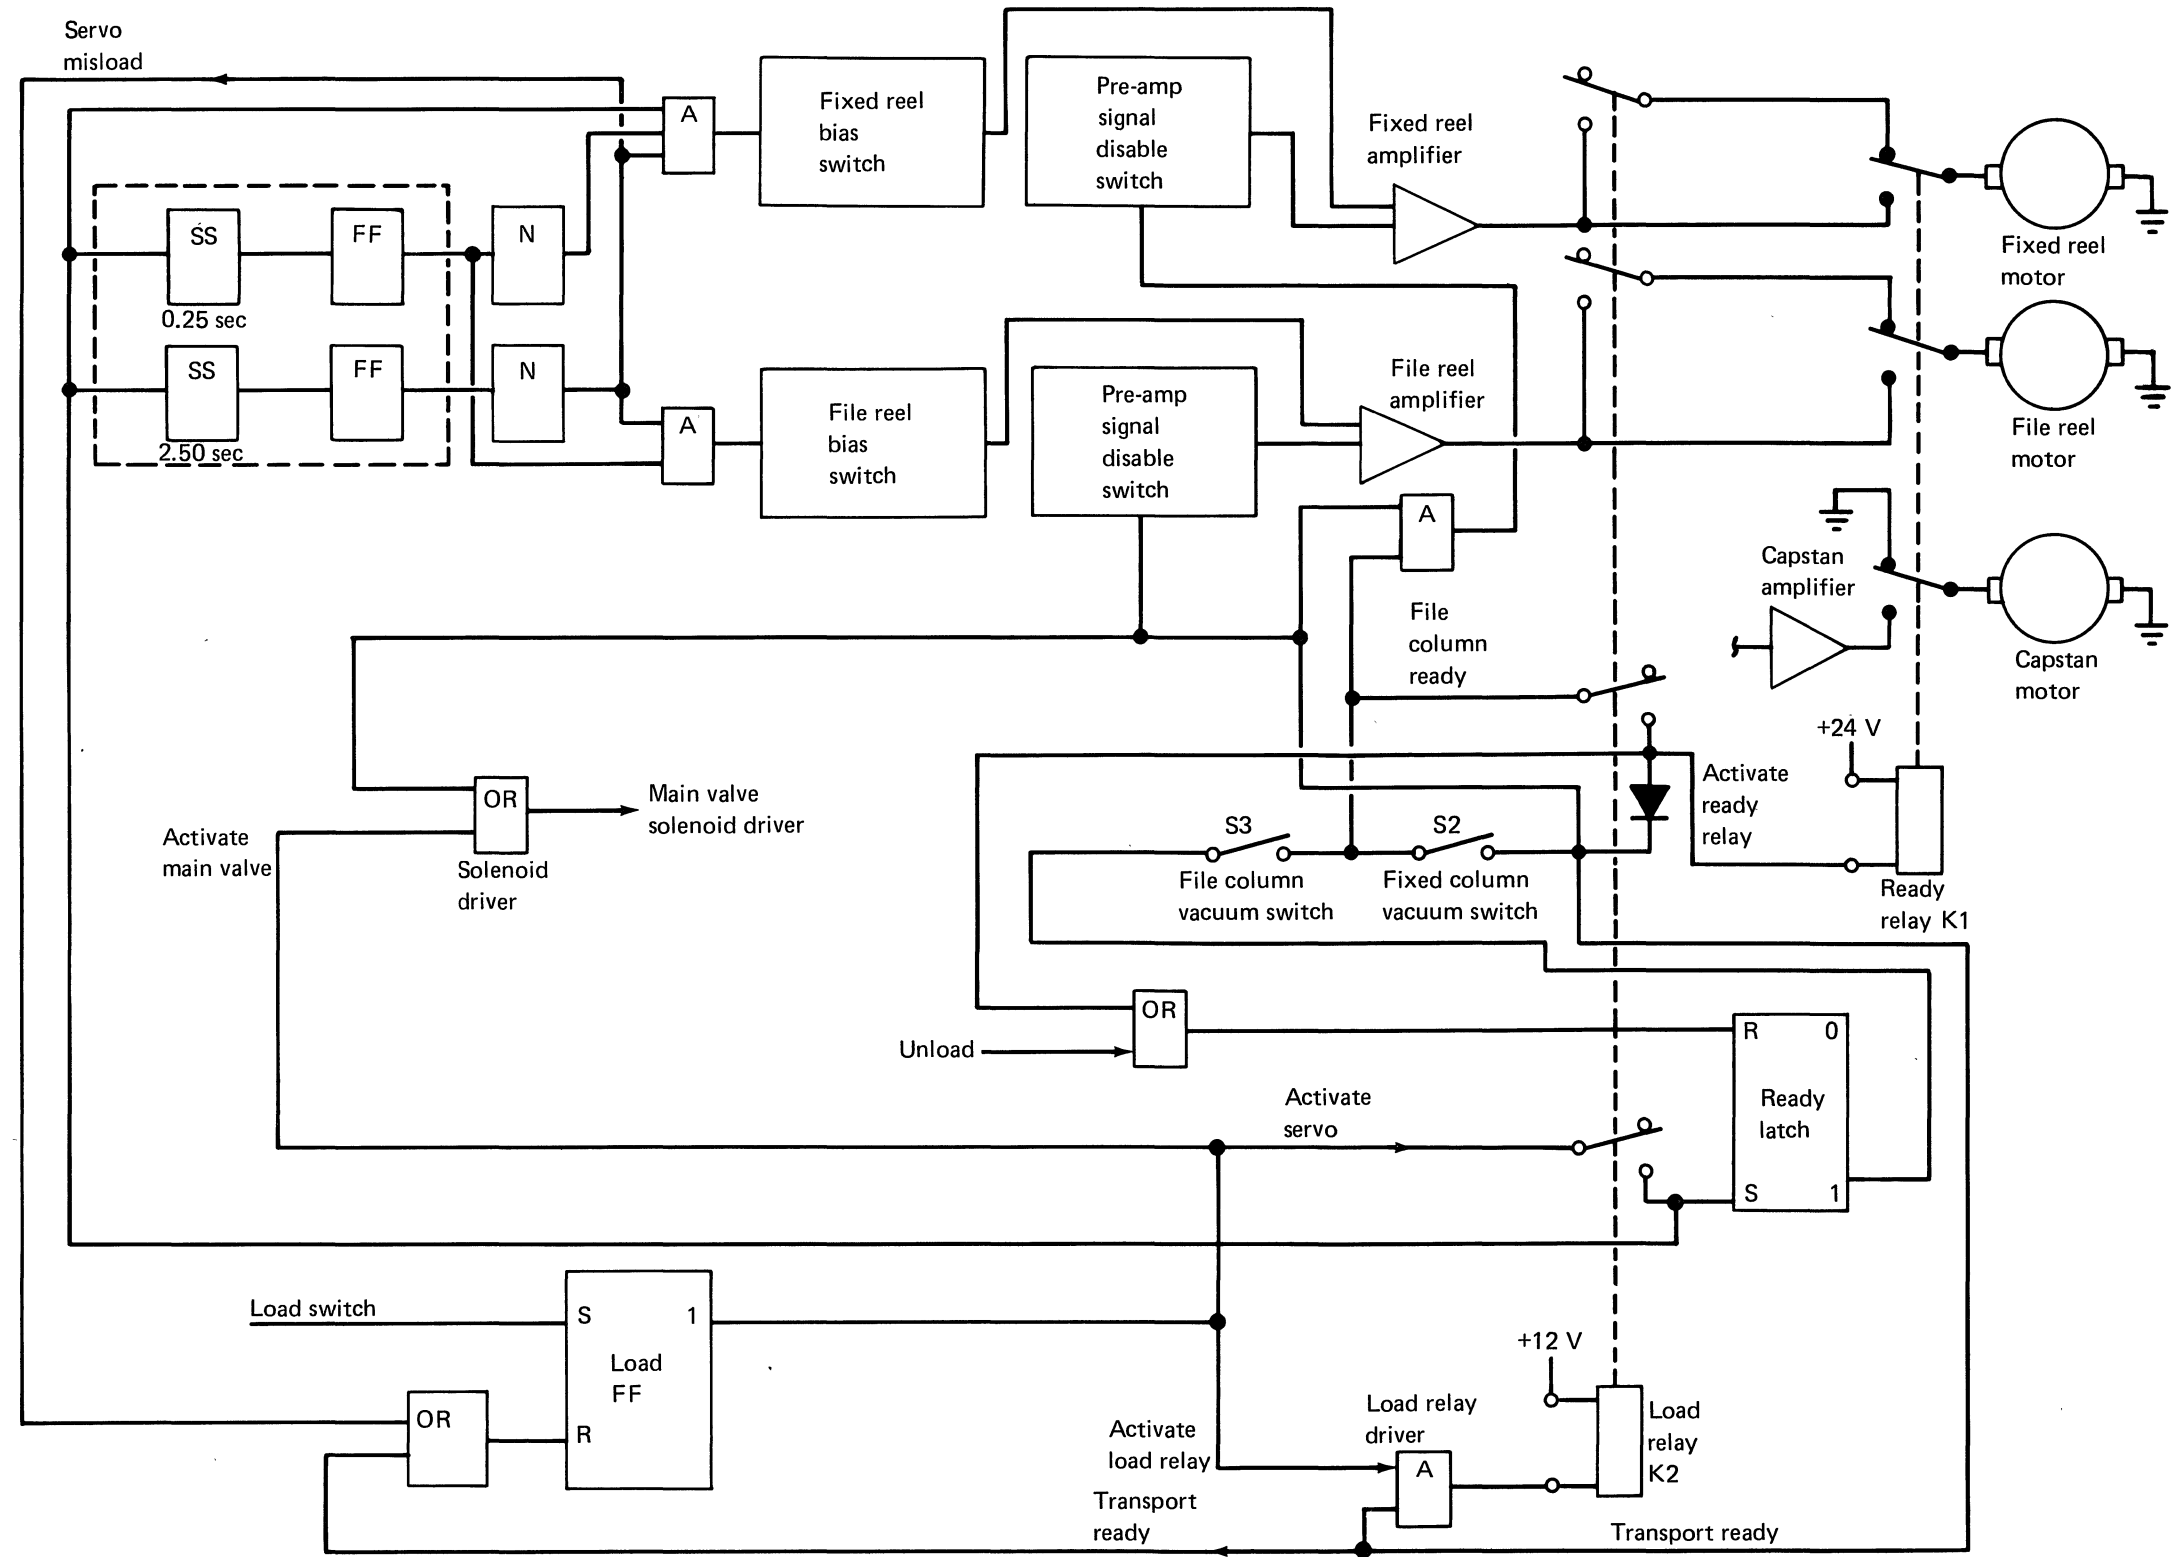 Servo
misload
A
Fixed reel
bias
switch
Pre-amp
signal
disable
switch
Fixed reel
amplifier
Fixed reel
motor
SS
FF
N
0.25 sec
SS
FF
N
2.50 sec
A
File reel
bias
switch
Pre-amp
signal
disable
switch
File reel
amplifier
File reel
motor
A
Capstan
amplifier
Capstan
motor
File
column
ready
+24 V
Activate
ready
relay
Ready
relay K1
OR
Main valve
solenoid driver
Activate
main valve
Solenoid
driver
S3
S2
File column
vacuum switch
Fixed column
vacuum switch
OR
Unload
R 0
Ready
latch
S 1
Activate
servo
Load switch
S 1
Load
FF
R
OR
+12 V
Load relay
driver
A
Load
relay
K2
Activate
load relay
Transport
ready
Transport ready